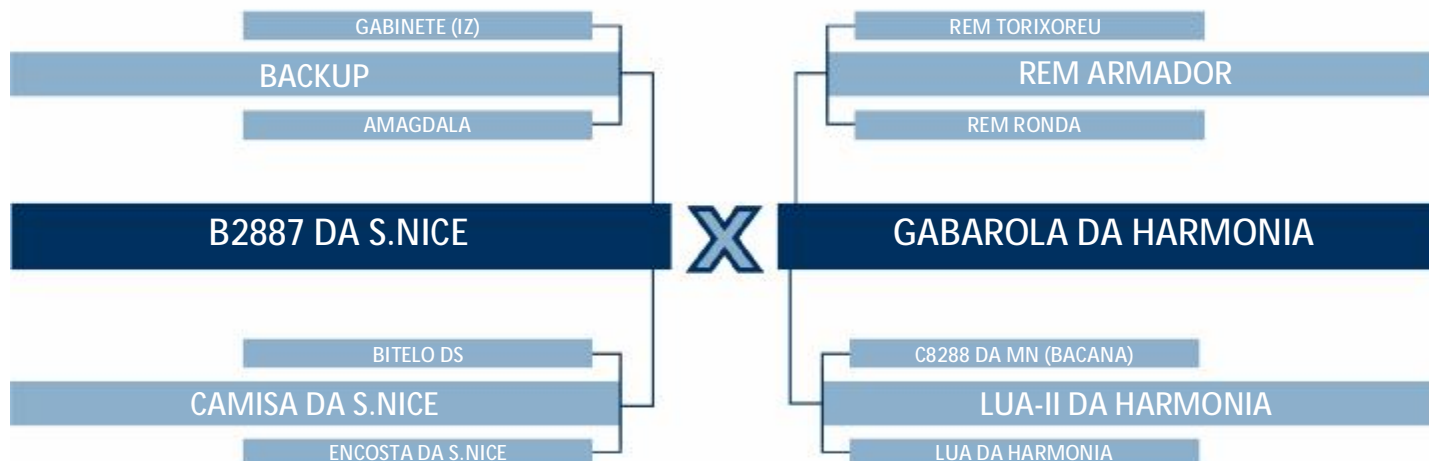 GABINETE (IZ)
BACKUP
AMAGDALA
B2887 DA S.NICE
BITELO DS
CAMISA DA S.NICE
ENCOSTA DA S.NICE
X
REM TORIXOREU
REM ARMADOR
REM RONDA
GABAROLA DA HARMONIA
C8288 DA MN (BACANA)
LUA-II DA HARMONIA
LUA DA HARMONIA